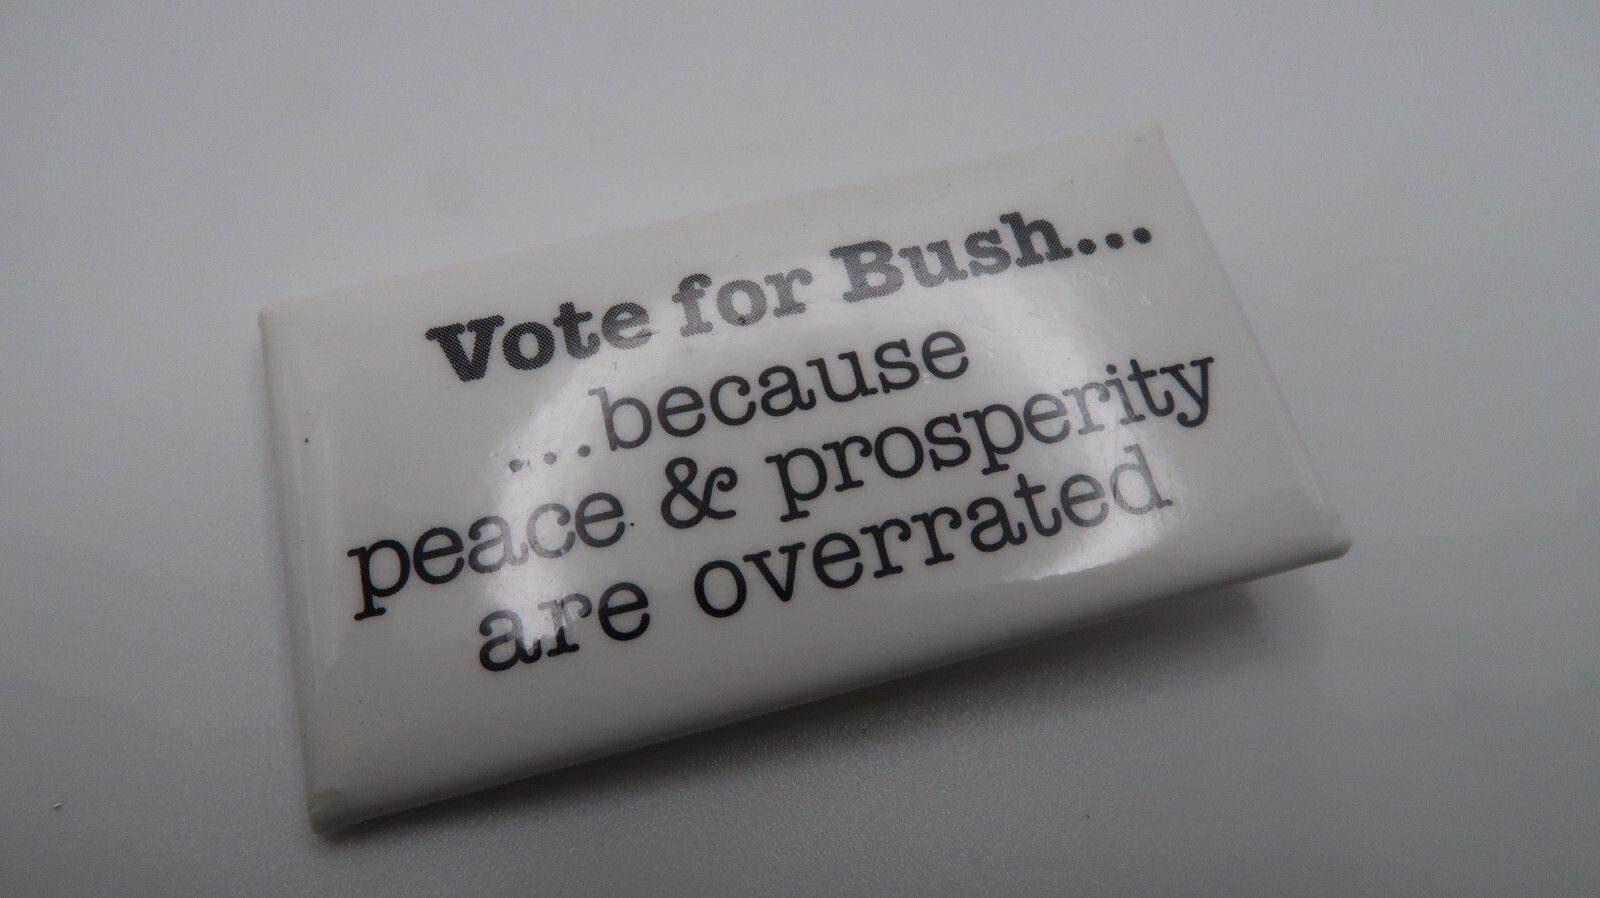 Vote for Bush...
...because
peace & prosperity
are overrated